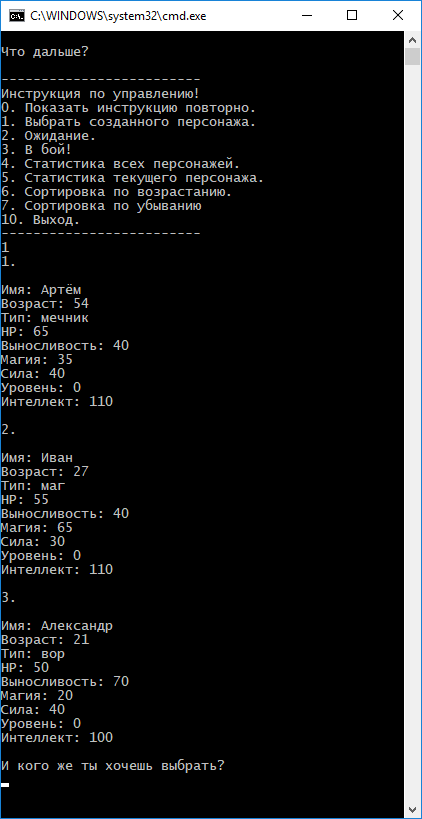 C:\WINDOWS\system32\cmd.exe
Что дальше?
-------------------------
Инструкция по управлению!
0. Показать инструкцию повторно.
1. Выбрать созданного персонажа.
2. Ожидание.
3. В бой!
4. Статистика всех персонажей.
5. Статистика текущего персонажа.
6. Сортировка по возрастанию.
7. Сортировка по убыванию
10. Выход.
-------------------------
1
1.
Имя: Артём
Возраст: 54
Тип: мечник
HP: 65
Выносливость: 40
Магия: 35
Сила: 40
Уровень: 0
Интеллект: 110
2.
Имя: Иван
Возраст: 27
Тип: маг
HP: 55
Выносливость: 40
Магия: 65
Сила: 30
Уровень: 0
Интеллект: 110
3.
Имя: Александр
Возраст: 21
Тип: вор
HP: 50
Выносливость: 70
Магия: 20
Сила: 40
Уровень: 0
Интеллект: 100
И кого же ты хочешь выбрать?